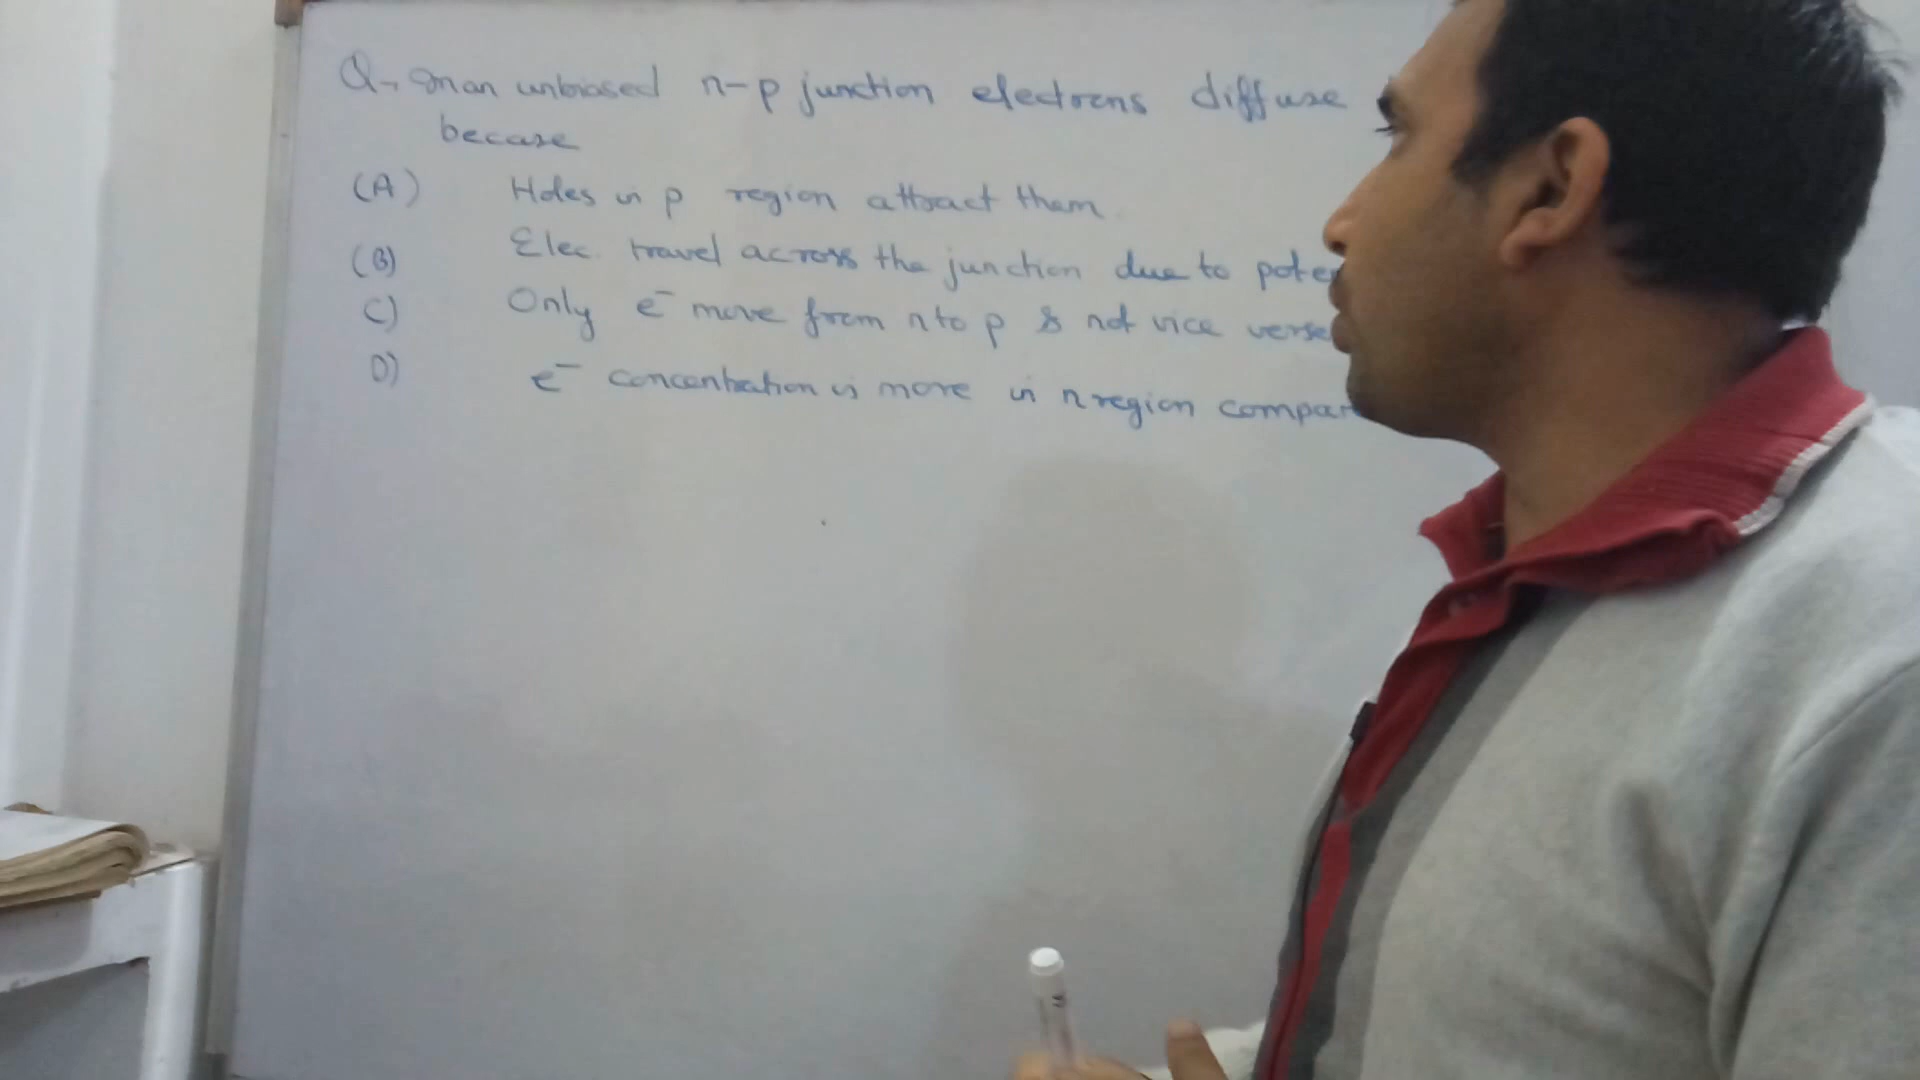 Q→ In an unbiased n-p junction electrons diffuse
because
(A) Holes in p region attract them.
(B) Elec. travel across the junction due to poten
C) Only e⁻ move from n to p & not vice versa
D) e⁻ concentration is more in n region compar